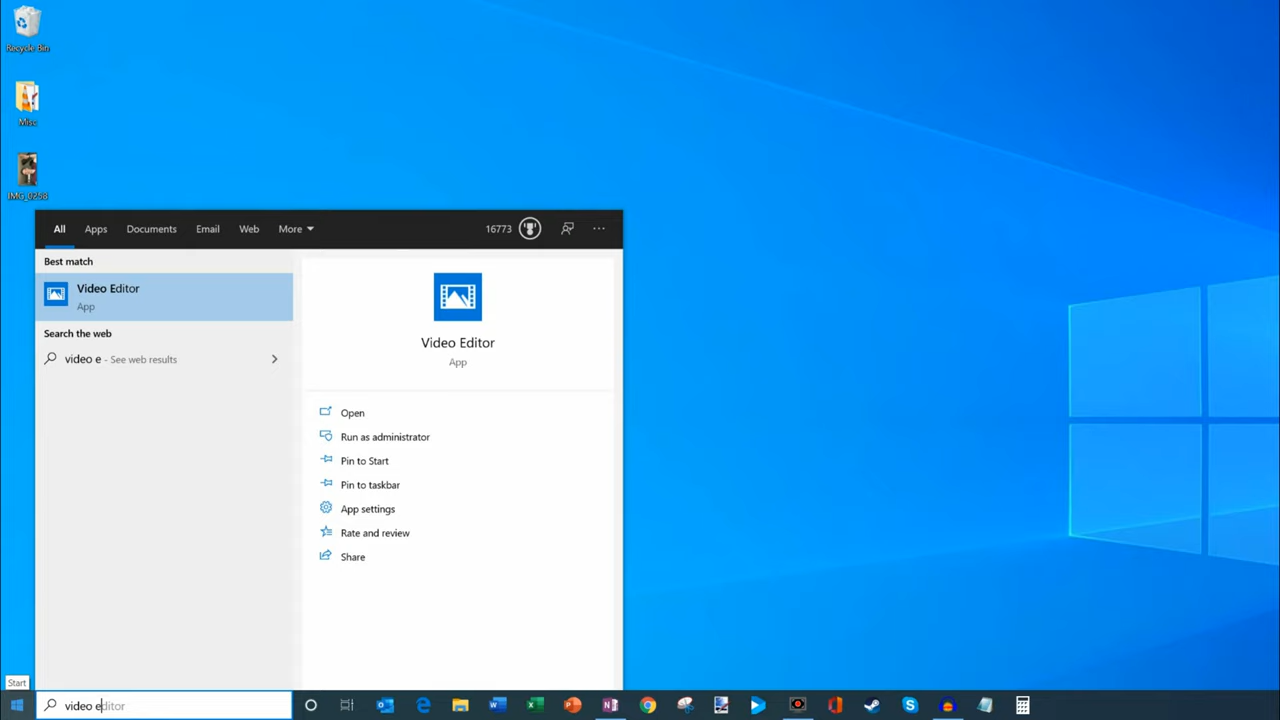 Recycle Bin
Misc
IMG_0253
All Apps Documents Email Web More 16773 ...
Best match
Video Editor
App
Search the web
video e - See web results
Video Editor
App
Open
Run as administrator
Pin to Start
Pin to taskbar
App settings
Rate and review
Share
Start
video editor